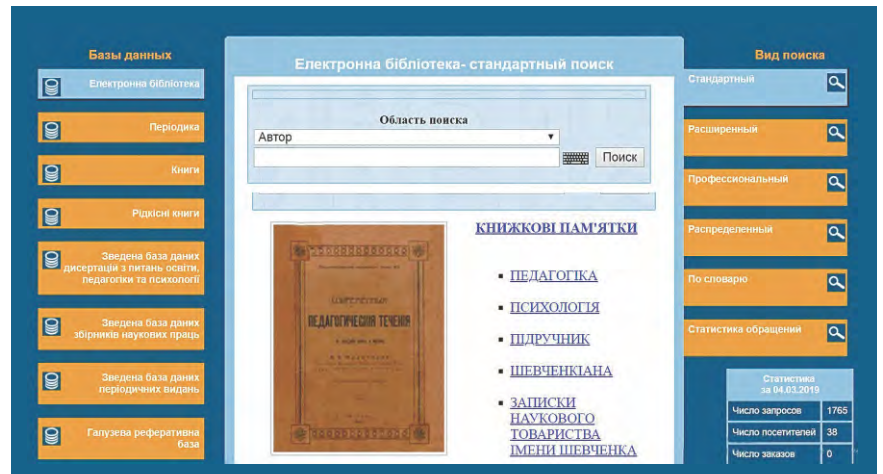 Базы данных
Електронна бібліотека
Періодика
Книги
Рідкісні книги
Зведена база даних
дисертацій з питань освіти,
педагогіки та психології
Зведена база даних
збірників наукових праць
Зведена база даних
періодичних видань
Галузева реферативна
база
Електронна бібліотека- стандартный поиск
Область поиска
Автор
Поиск
ПЕДАГОГИЧЕСКІЯ ТЕЧЕНІЯ
КНИЖКОВІ ПАМ'ЯТКИ
ПЕДАГОГІКА
ПСИХОЛОГІЯ
ПІДРУЧНИК
ШЕВЧЕНКІАНА
ЗАПИСКИ
НАУКОВОГО
ТОВАРИСТВА
ІМЕНИ ШЕВЧЕНКА
Вид поиска
Стандартный
Расширенный
Профессиональный
Распределенный
По словарю
Статистика обращений
Статистика
за 04.03.2019
Число запросов 1765
Число посетителей 38
Число заказов 0